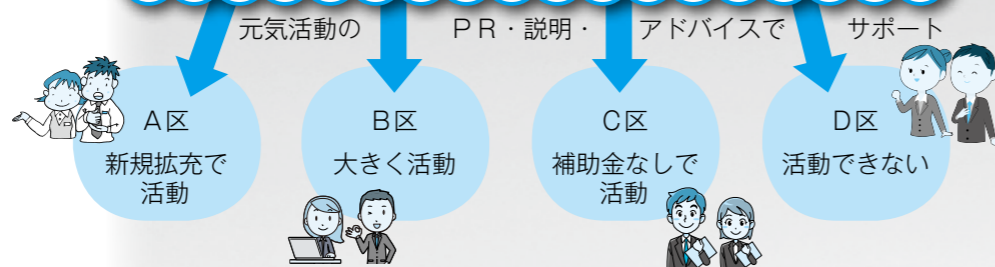 元気活動の PR・説明・ アドバイスで サポート
A区
新規拡充で
活動
B区
大きく活動
C区
補助金なしで
活動
D区
活動できない